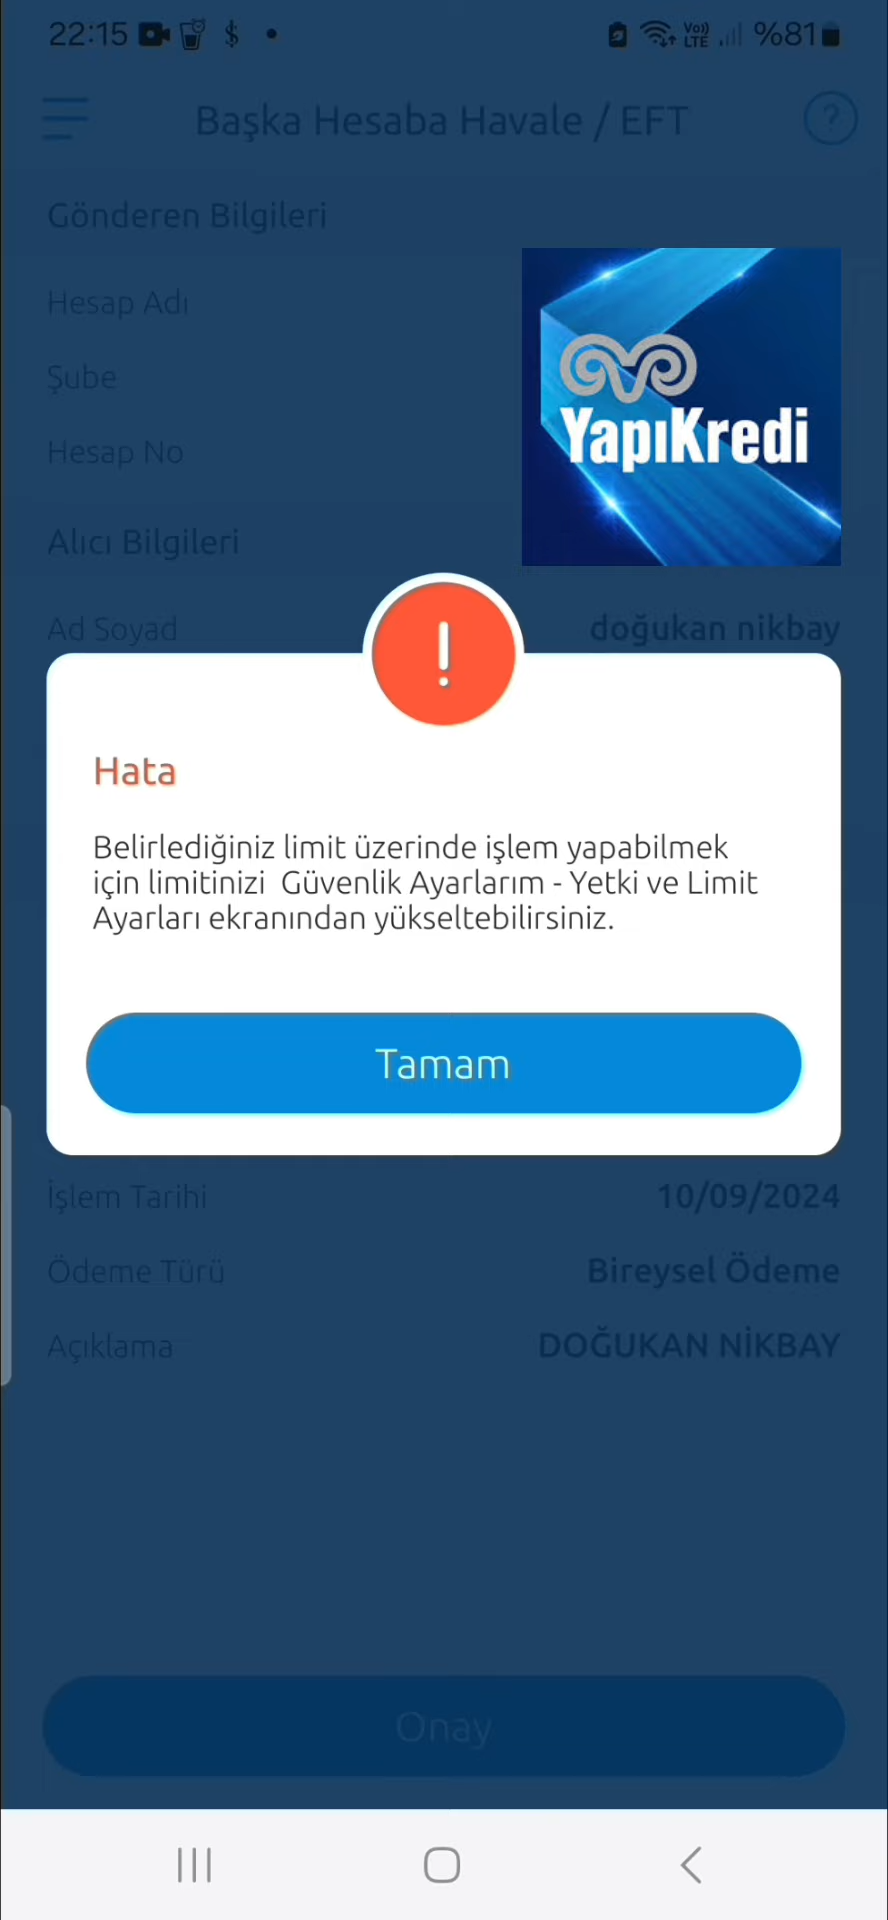 22:15 $ Vo)) LTE %81
Başka Hesaba Havale / EFT ?
Gönderen Bilgileri
Hesap Adı
Şube
Hesap No
YapıKredi
Alıcı Bilgileri
Ad Soyad doğukan nikbay
!
Hata
Belirlediğiniz limit üzerinde işlem yapabilmek
için limitinizi  Güvenlik Ayarlarım - Yetki ve Limit
Ayarları ekranından yükseltebilirsiniz.
Tamam
İşlem Tarihi 10/09/2024
Ödeme Türü Bireysel Ödeme
Açıklama DOĞUKAN NİKBAY
Onay